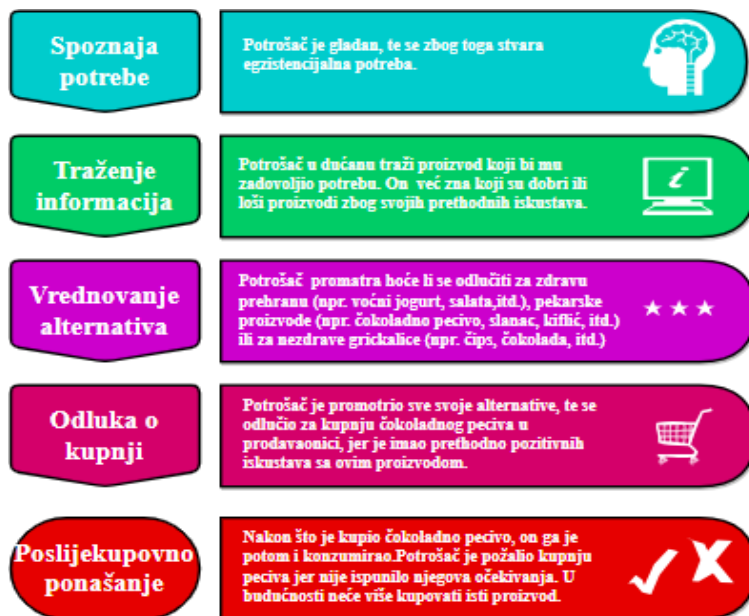 Spoznaja
potrebe
Potrošač je gladan, te se zbog toga stvara
egzistencijalna potreba.
Traženje
informacija
Potrošač u dućanu traži proizvod koji bi mu
zadovoljio potrebu. On već zna koji su dobri ili
loši proizvodi zbog svojih prethodnih iskustava.
i
Vrednovanje
alternativa
Potrošač promatra hoće li se odlučiti za zdravu
prehranu (npr. voćni jogurt, salata,itd.), pekarske
proizvode (npr. čokoladno pecivo, slanac, kiflić, itd.)
ili za nezdrave grickalice (npr. čips, čokolada, itd.)
Odluka o
kupnji
Potrošač je promotrio sve svoje alternative, te se
odlučio za kupnju čokoladnog peciva u
prodavaonici, jer je imao prethodno pozitivnih
iskustava sa ovim proizvodom.
Poslijekupovno
ponašanje
Nakon što je kupio čokoladno pecivo, on ga je
potom i konzumirao.Potrošač je požalio kupnju
peciva jer nije ispunilo njegova očekivanja. U
budućnosti neće više kupovati isti proizvod.